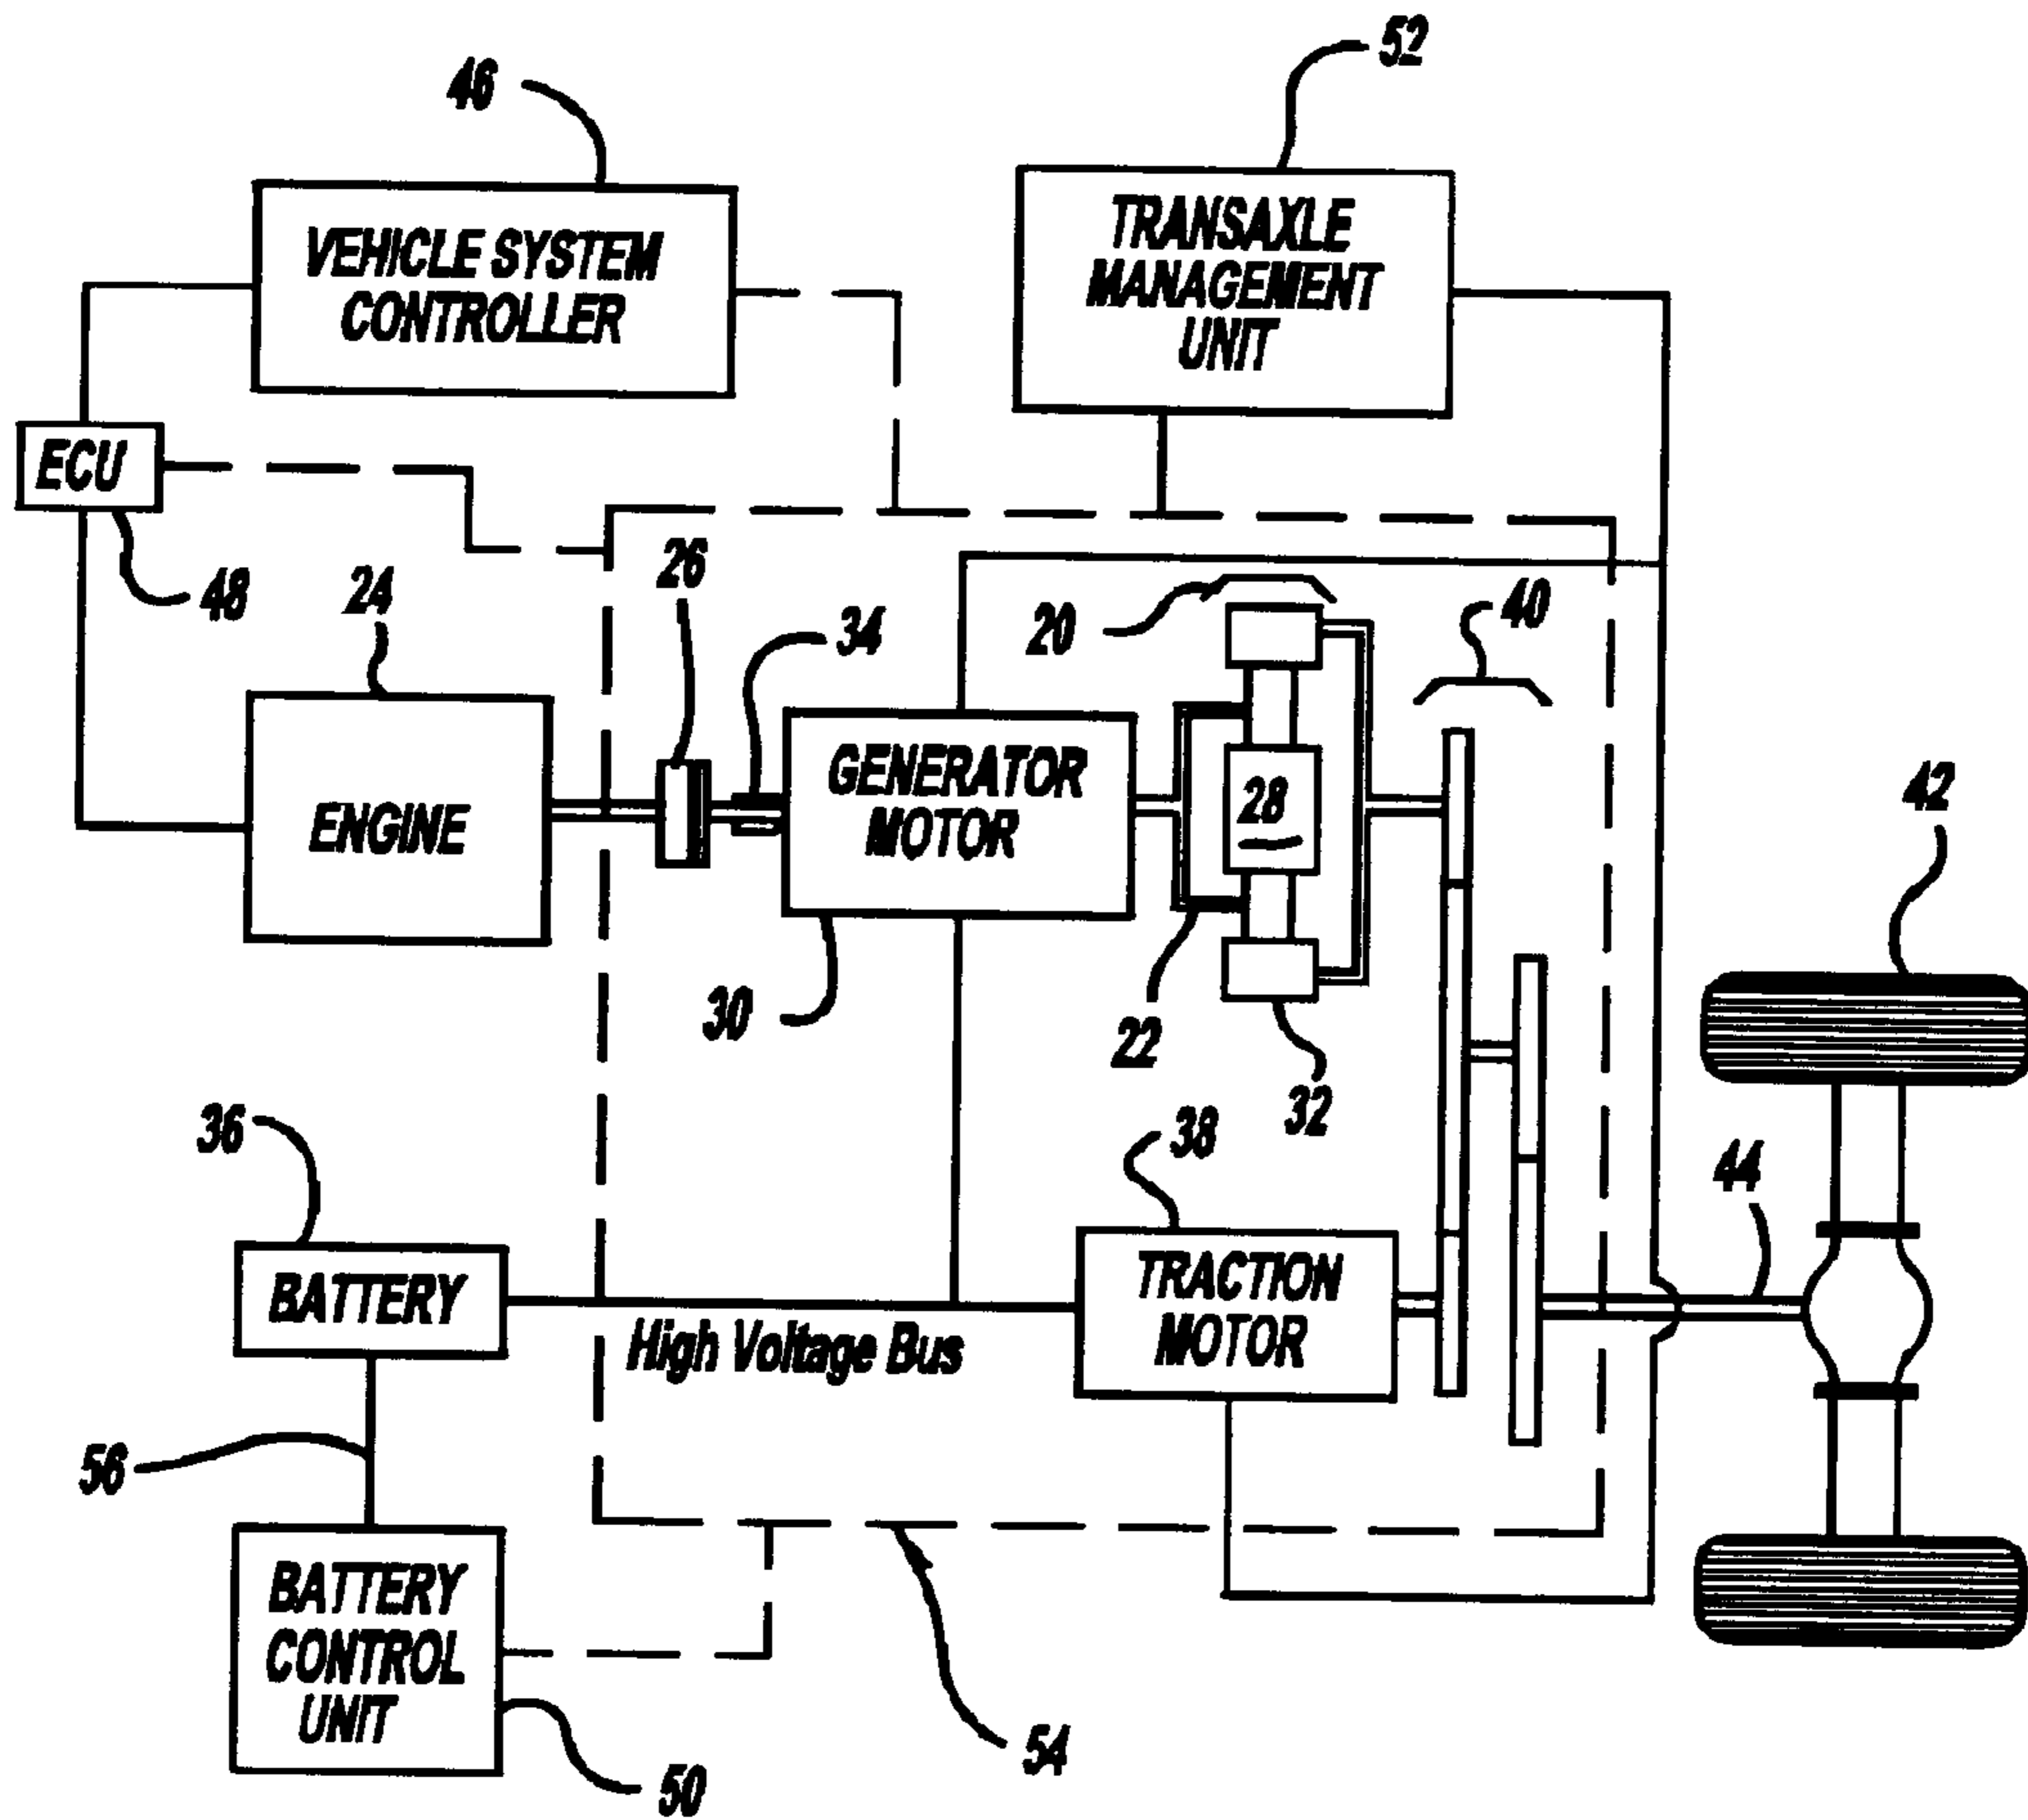 52
46
VEHICLE SYSTEM
CONTROLLER
TRANSAXLE
MANAGEMENT
UNIT
ECU
48
24
26
34
20
40
ENGINE
GENERATOR
MOTOR
28
42
30
22
32
36
38
44
BATTERY
High Voltage Bus
TRACTION
MOTOR
56
BATTERY
CONTROL
UNIT
54
50